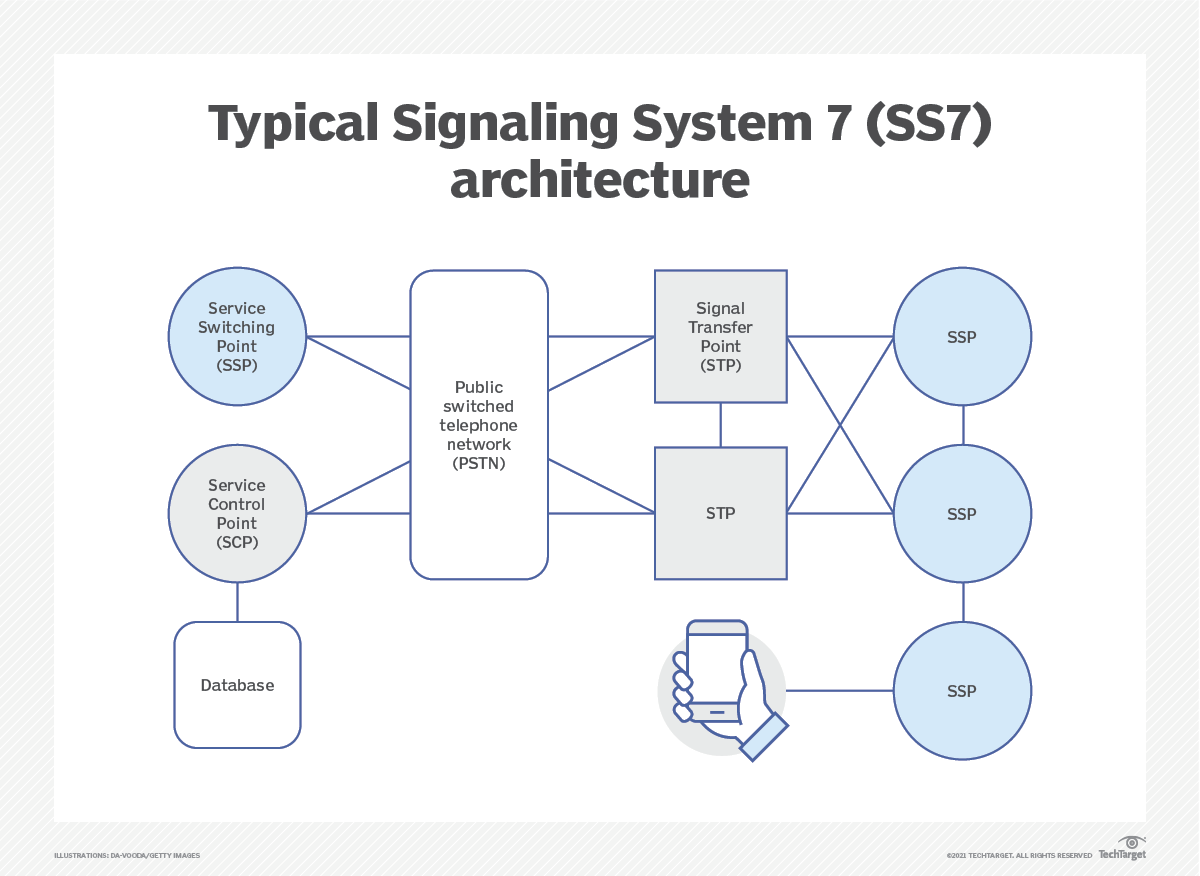 Typical Signaling System 7 (SS7)
architecture
Service
Switching
Point
(SSP)
Public
switched
telephone
network
(PSTN)
Signal
Transfer
Point
(STP)
SSP
Service
Control
Point
(SCP)
STP
SSP
Database
SSP
ILLUSTRATIONS: DA-VOODA/GETTY IMAGES
©2021 TECHTARGET. ALL RIGHTS RESERVED
TechTarget